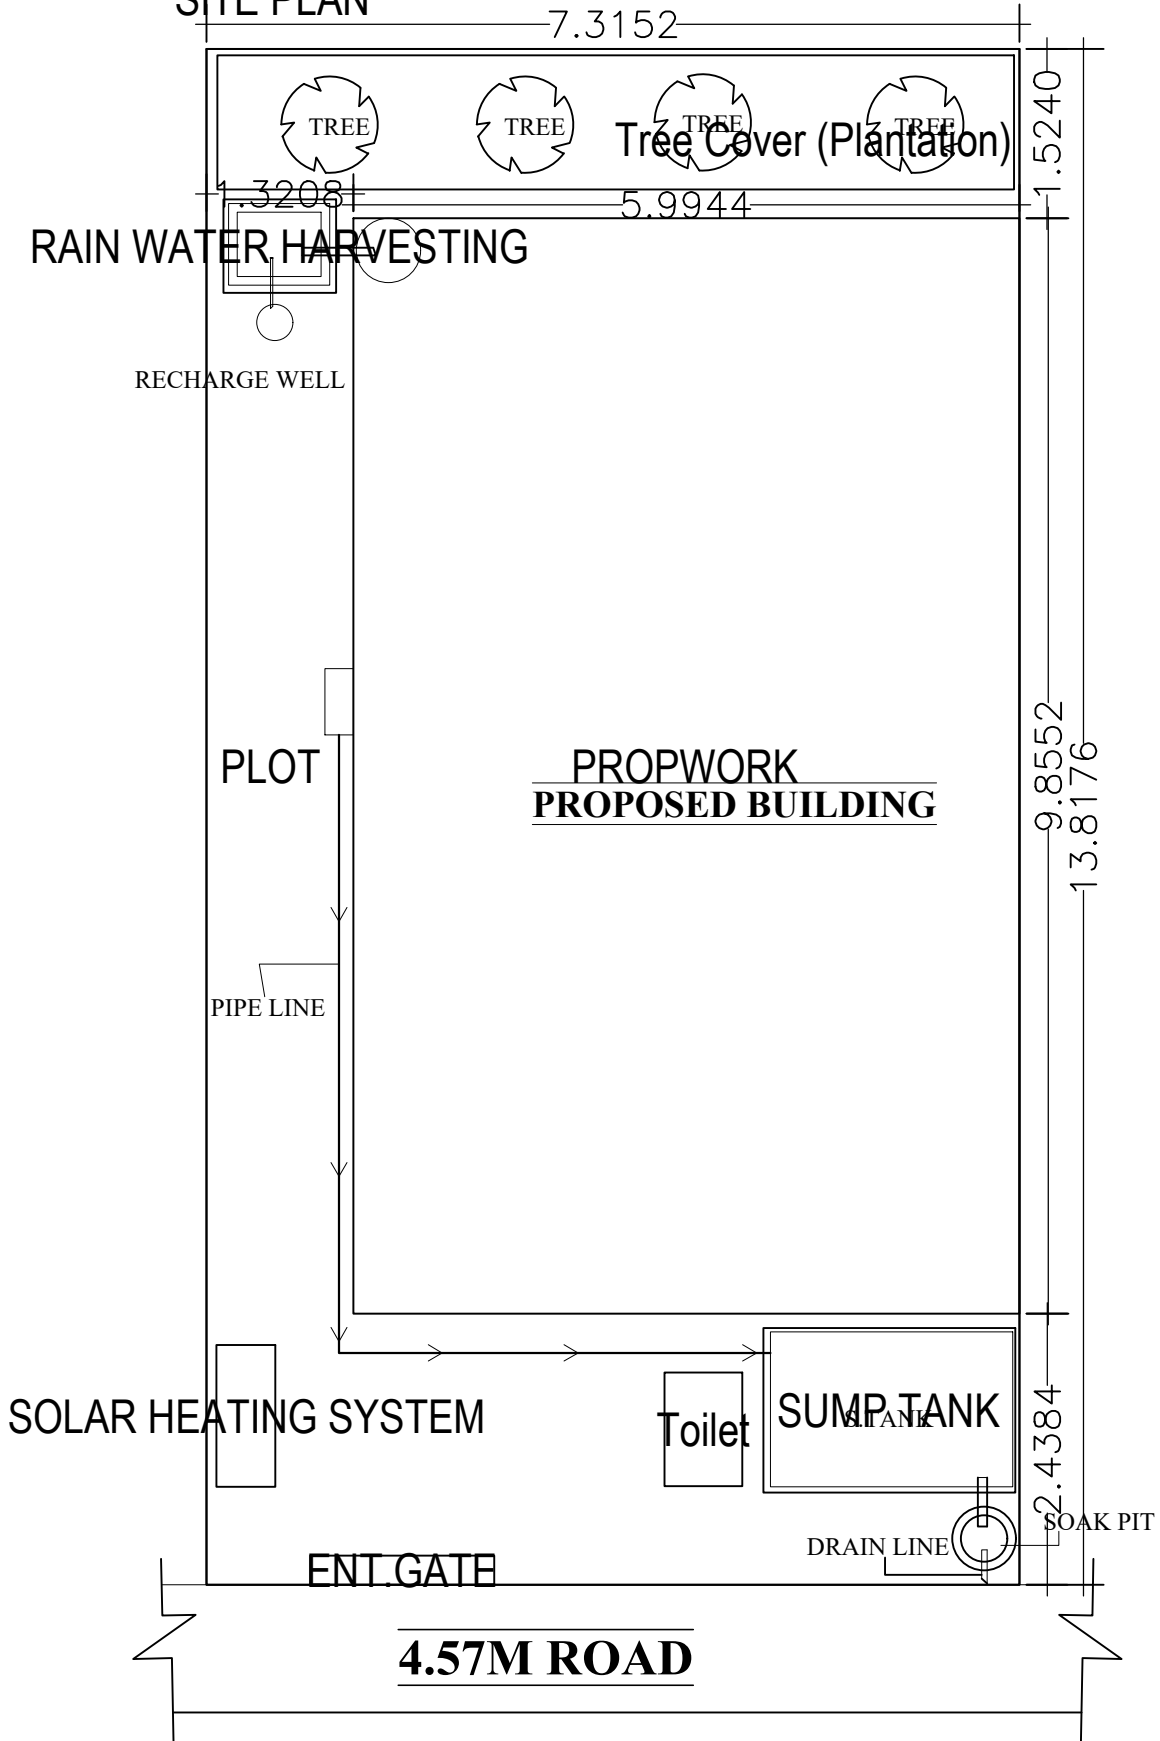 SITE PLAN
7.3152
1.5240
TREE
TREE
TREE
TREE
Tree Cover (Plantation)
1.3208
5.9944
RAIN WATER HARVESTING
RECHARGE WELL
PLOT
PROPWORK
PROPOSED BUILDING
9.8552
13.8176
PIPE LINE
SOLAR HEATING SYSTEM
Toilet
SUMP TANK
S.TANK
2.4384
SOAK PIT
DRAIN LINE
ENT.GATE
4.57M ROAD